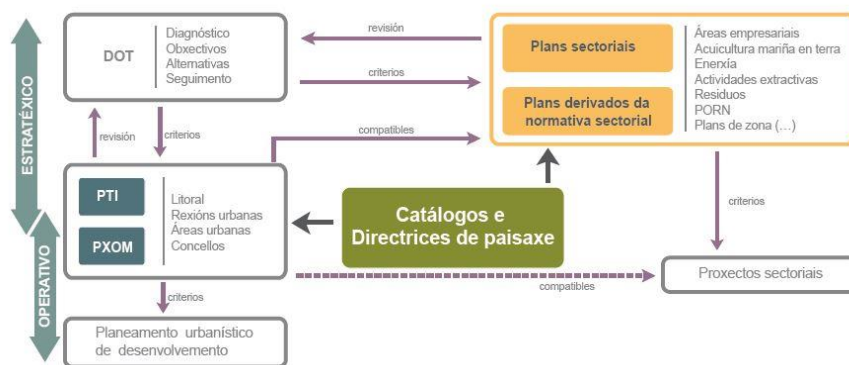 ESTRATÉXICO
OPERATIVO
DOT
Diagnóstico
Obxectivos
Alternativas
Seguimento
revisión
criterios
Plans sectoriais
Plans derivados da
normativa sectorial
Áreas empresariais
Acuicultura mariña en terra
Enerxía
Actividades extractivas
Residuos
PORN
Plans de zona (...)
revisión
criterios
compatibles
PTI
PXOM
Litoral
Rexións urbanas
Áreas urbanas
Concellos
Catálogos e
Directrices de paisaxe
criterios
compatibles
Proxectos sectoriais
criterios
Planeamento urbanístico
de desenvolvemento